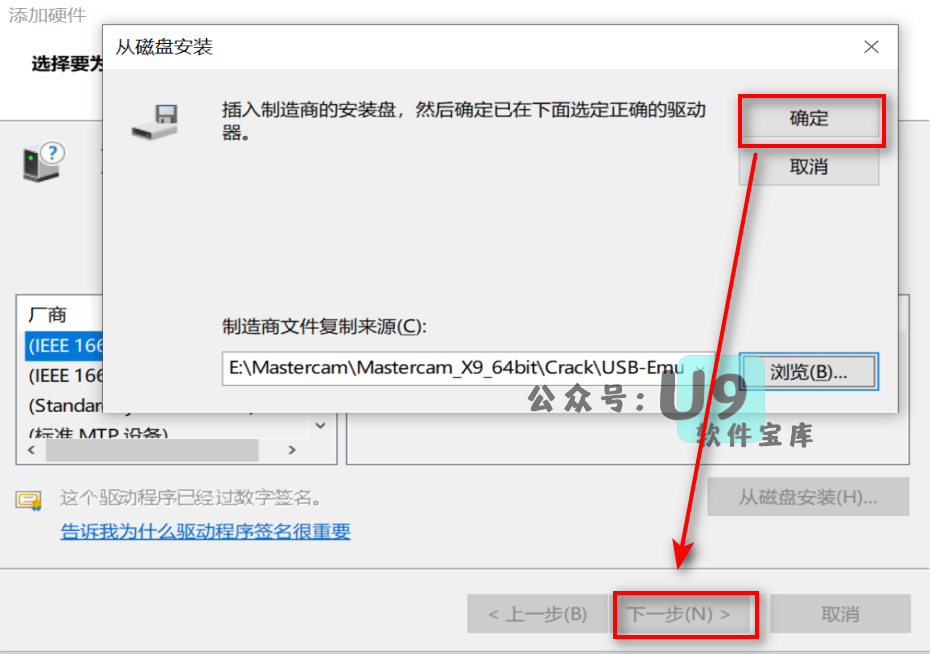 添加硬件
从磁盘安装
选择要为
插入制造商的安装盘，然后确定已在下面选定正确的驱动
器。
确定
取消
厂商
(IEEE 166
(IEEE 166
(Standar
(标准 MTP 设备)
制造商文件复制来源(C):
E:\Mastercam\Mastercam_X9_64bit\Crack\USB-Emu
浏览(B)...
公众号：U9
软件宝库
这个驱动程序已经过数字签名。
从磁盘安装(H)...
告诉我为什么驱动程序签名很重要
< 上一步(B)
下一步(N) >
取消